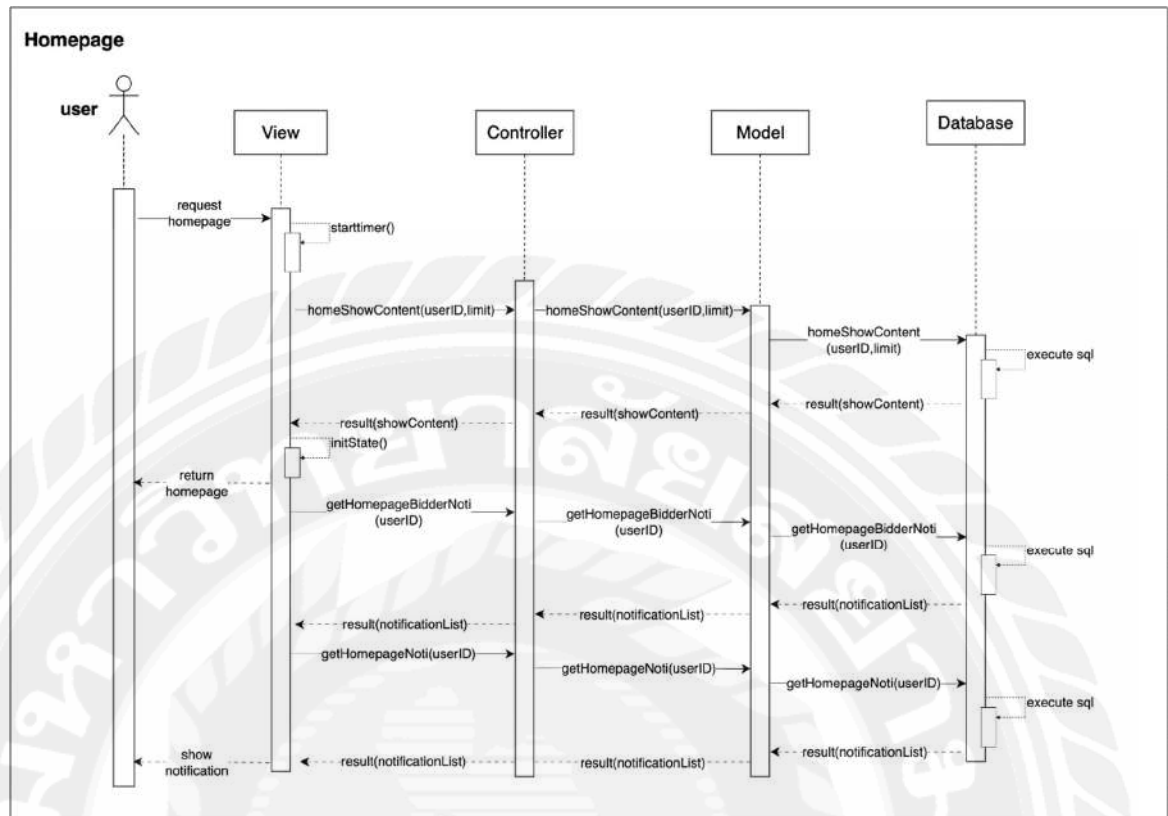 Homepage
user
View
Controller
Model
Database
request
homepage
starttimer()
homeShowContent(userID,limit)
homeShowContent(userID,limit)
homeShowContent
(userID,limit)
execute sql
result(showContent)
result(showContent)
result(showContent)
initState()
return
homepage
getHomepageBidderNoti
(userID)
getHomepageBidderNoti
(userID)
getHomepageBidderNoti
(userID)
execute sql
result(notificationList)
result(notificationList)
result(notificationList)
getHomepageNoti(userID)
getHomepageNoti(userID)
getHomepageNoti(userID)
execute sql
result(notificationList)
result(notificationList)
result(notificationList)
show
notification